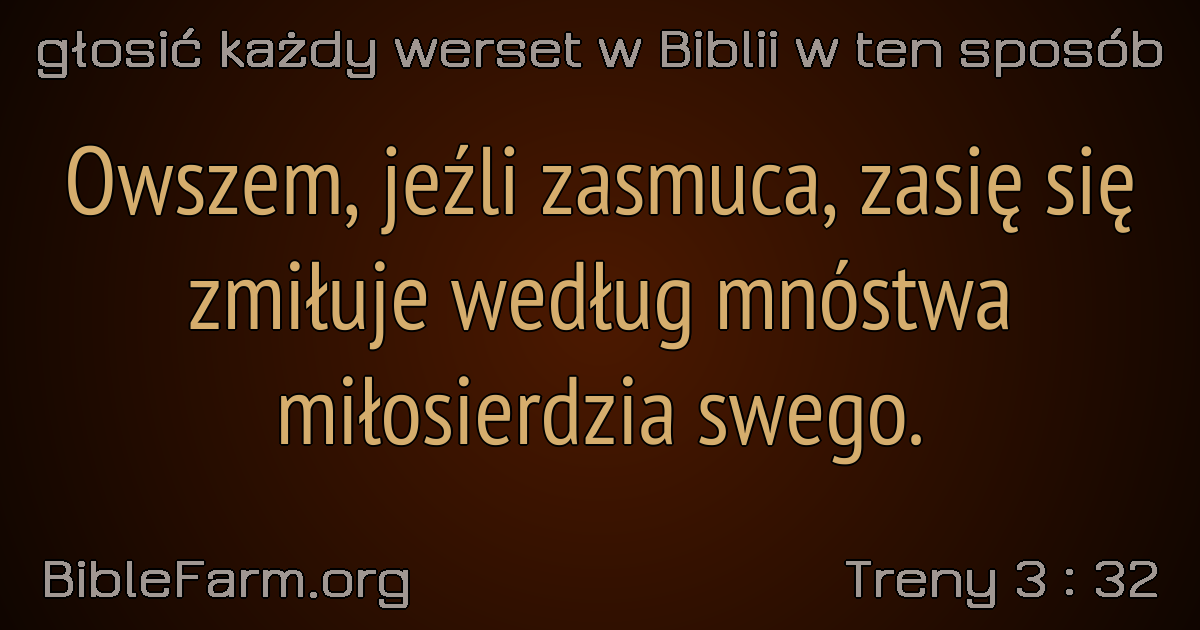 głosić każdy werset w Biblii w ten sposób
Owszem, jeźli zasmuca, zasię się
zmiłuje według mnóstwa
miłosierdzia swego.
BibleFarm.org
Treny 3 : 32